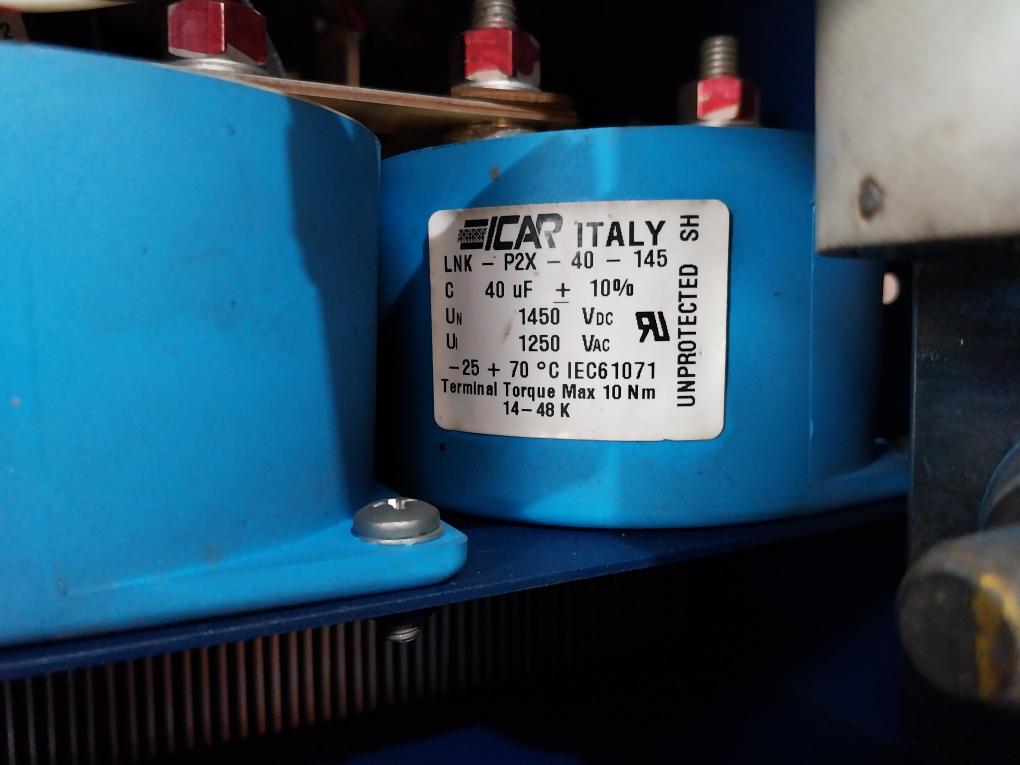 ICAR ITALY
LNK - P2X - 40 - 145
C 40 uF ± 10%
UN 1450 VDC
Ui 1250 VAC
-25 + 70 °C IEC61071
Terminal Torque Max 10 Nm
14-48 K
UNPROTECTED SH
2